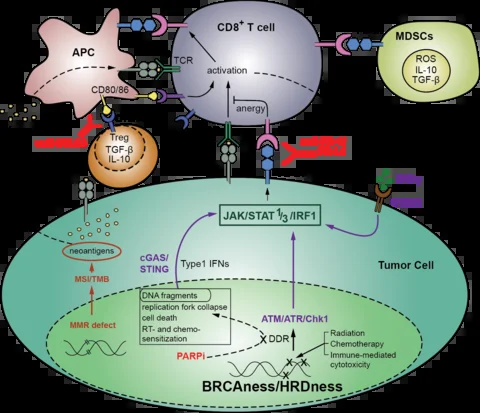 CD8+ T cell
APC
MDSCs
TCR
ROS
IL-10
TGF-β
activation
CD80/86
anergy
Treg
TGF-β
IL-10
JAK/STAT 1/3 /IRF1
neoantigens
cGAS/
STING
Type1 IFNs
Tumor Cell
MSI/TMB
DNA fragments
replication fork collapse
cell death
RT- and chemo-
sensitization
ATM/ATR/Chk1
MMR defect
PARPi
DDR
Radiation
Chemotherapy
Immune-mediated
cytotoxicity
BRCAness/HRDness